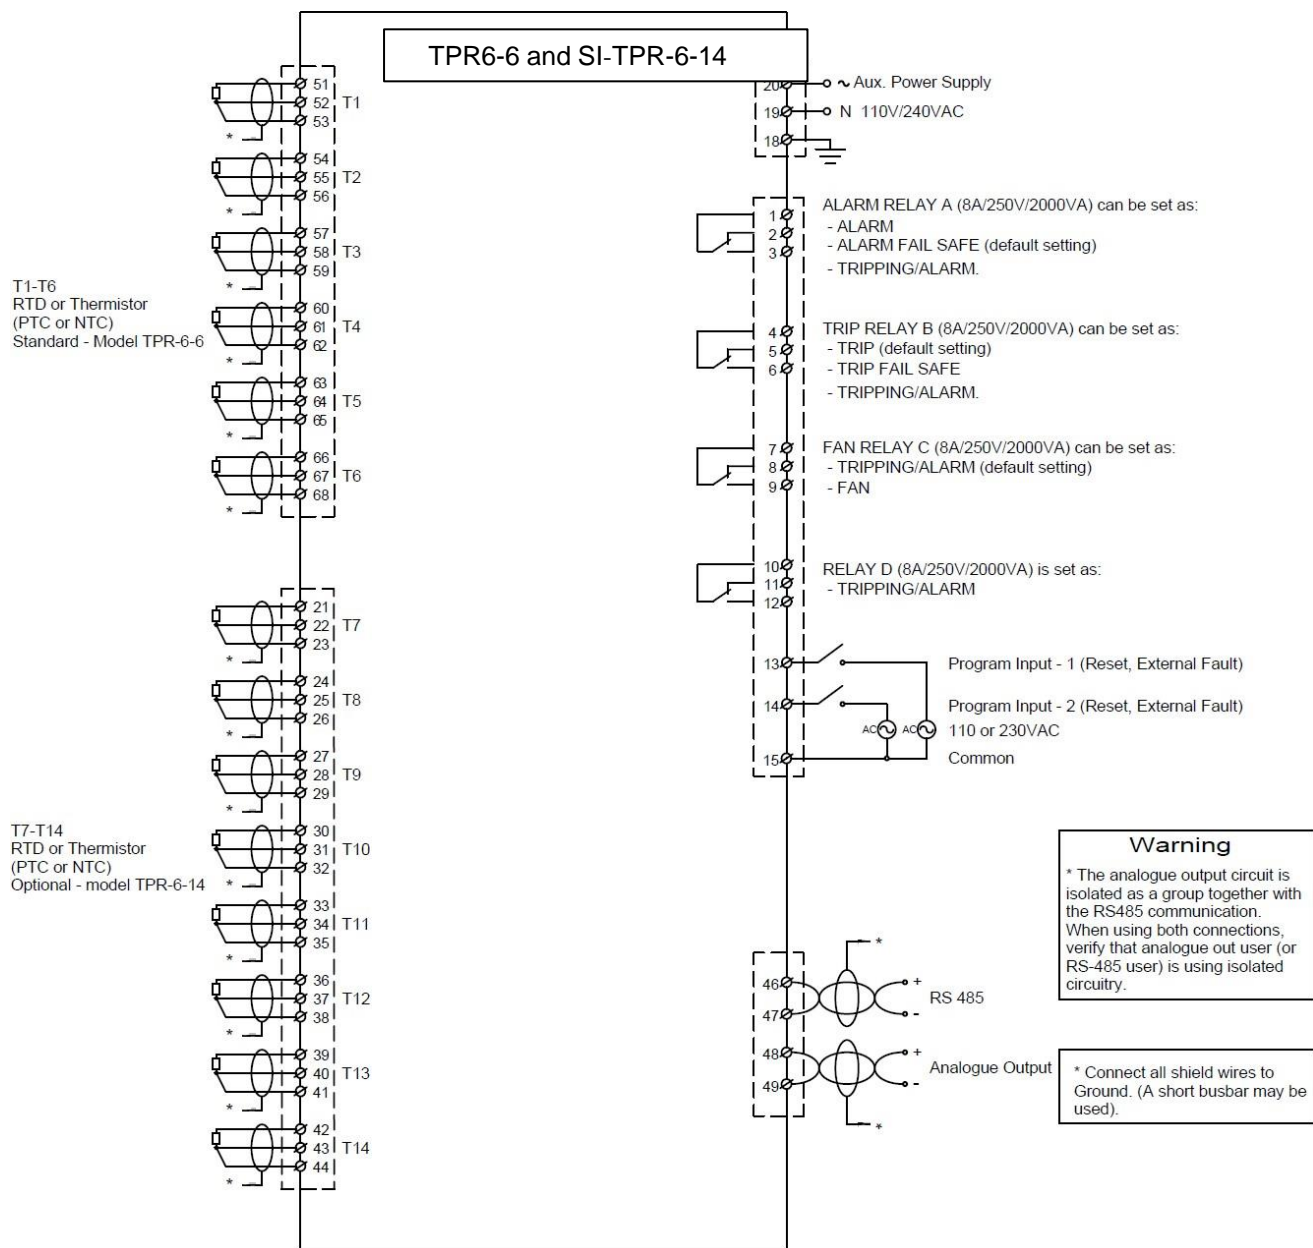 TPR6-6 and SI-TPR-6-14
51
52 T1
53
*
54
55 T2
56
*
57
58 T3
59
*
60
61 T4
62
*
63
64 T5
65
*
66
67 T6
68
*
T1-T6
RTD or Thermistor
(PTC or NTC)
Standard - Model TPR-6-6
21
22 T7
23
*
24
25 T8
26
*
27
28 T9
29
*
30
31 T10
32
*
33
34 T11
35
*
36
37 T12
38
*
39
40 T13
41
*
42
43 T14
44
*
T7-T14
RTD or Thermistor
(PTC or NTC)
Optional - model TPR-6-14
20 ~ Aux. Power Supply
19 N 110V/240VAC
18
ALARM RELAY A (8A/250V/2000VA) can be set as:
1
2 - ALARM
3 - ALARM FAIL SAFE (default setting)
- TRIPPING/ALARM.
4 TRIP RELAY B (8A/250V/2000VA) can be set as:
5 - TRIP (default setting)
6 - TRIP FAIL SAFE
- TRIPPING/ALARM.
7 FAN RELAY C (8A/250V/2000VA) can be set as:
8 - TRIPPING/ALARM (default setting)
9 - FAN
10 RELAY D (8A/250V/2000VA) is set as:
11 - TRIPPING/ALARM
12
13 Program Input - 1 (Reset, External Fault)
14 Program Input - 2 (Reset, External Fault)
AC AC 110 or 230VAC
15 Common
Warning
* The analogue output circuit is
isolated as a group together with
the RS485 communication.
When using both connections,
verify that analogue out user (or
RS-485 user) is using isolated
circuitry.
*
46 +
RS 485
47 -
48 +
Analogue Output
49 -
*
* Connect all shield wires to
Ground. (A short busbar may be
used).